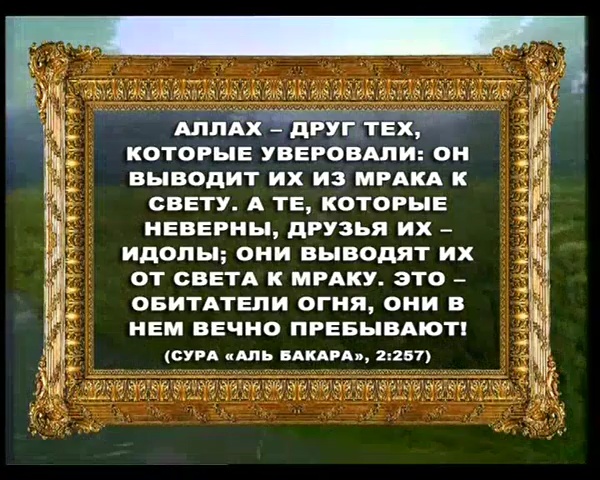 АЛЛАХ – ДРУГ ТЕХ,
КОТОРЫЕ УВЕРОВАЛИ: ОН
ВЫВОДИТ ИХ ИЗ МРАКА К
СВЕТУ. А ТЕ, КОТОРЫЕ
НЕВЕРНЫ, ДРУЗЬЯ ИХ –
ИДОЛЫ; ОНИ ВЫВОДЯТ ИХ
ОТ СВЕТА К МРАКУ. ЭТО –
ОБИТАТЕЛИ ОГНЯ, ОНИ В
НЕМ ВЕЧНО ПРЕБЫВАЮТ!
(СУРА «АЛЬ БАКАРА», 2:257)